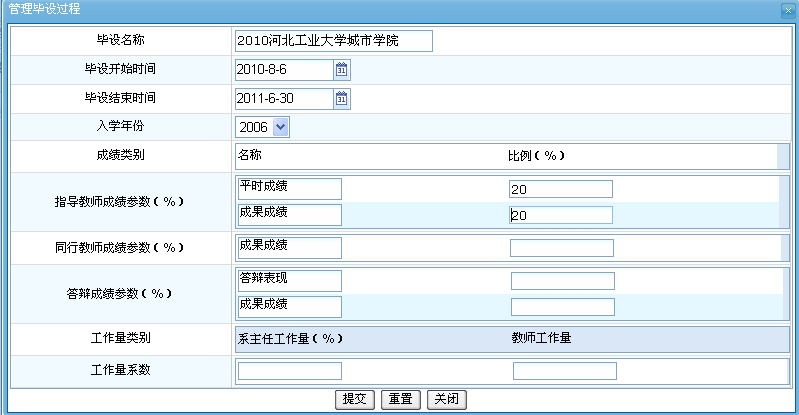 管理毕设过程
毕设名称 2010河北工业大学城市学院
毕设开始时间 2010-8-6 31
毕设结束时间 2011-6-30 31
入学年份 2006
成绩类别 名称 比例(%)
指导教师成绩参数(%) 平时成绩 20
成果成绩 20
同行教师成绩参数(%) 成果成绩
答辩成绩参数(%) 答辩表现
成果成绩
工作量类别 系主任工作量(%) 教师工作量
工作量系数
提交 重置 关闭